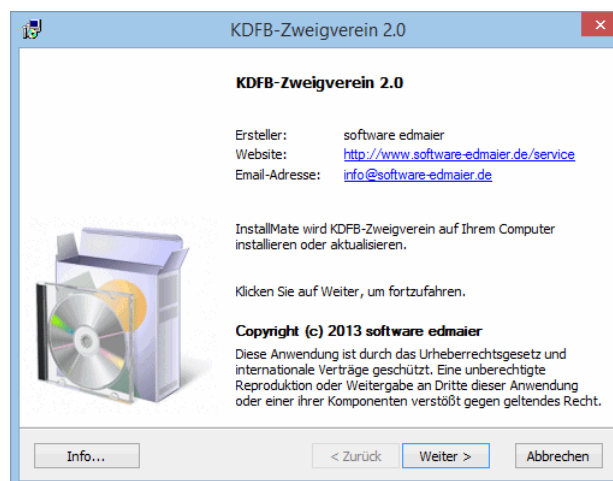 KDFB-Zweigverein 2.0
KDFB-Zweigverein 2.0
Ersteller: software edmaier
Website: http://www.software-edmaier.de/service
Email-Adresse: info@software-edmaier.de
InstallMate wird KDFB-Zweigverein auf Ihrem Computer
installieren oder aktualisieren.
Klicken Sie auf Weiter, um fortzufahren.
Copyright (c) 2013 software edmaier
Diese Anwendung ist durch das Urheberrechtsgesetz und
internationale Verträge geschützt. Eine unberechtigte
Reproduktion oder Weitergabe an Dritte dieser Anwendung
oder einer ihrer Komponenten verstößt gegen geltendes Recht.
Info... < Zurück Weiter > Abbrechen